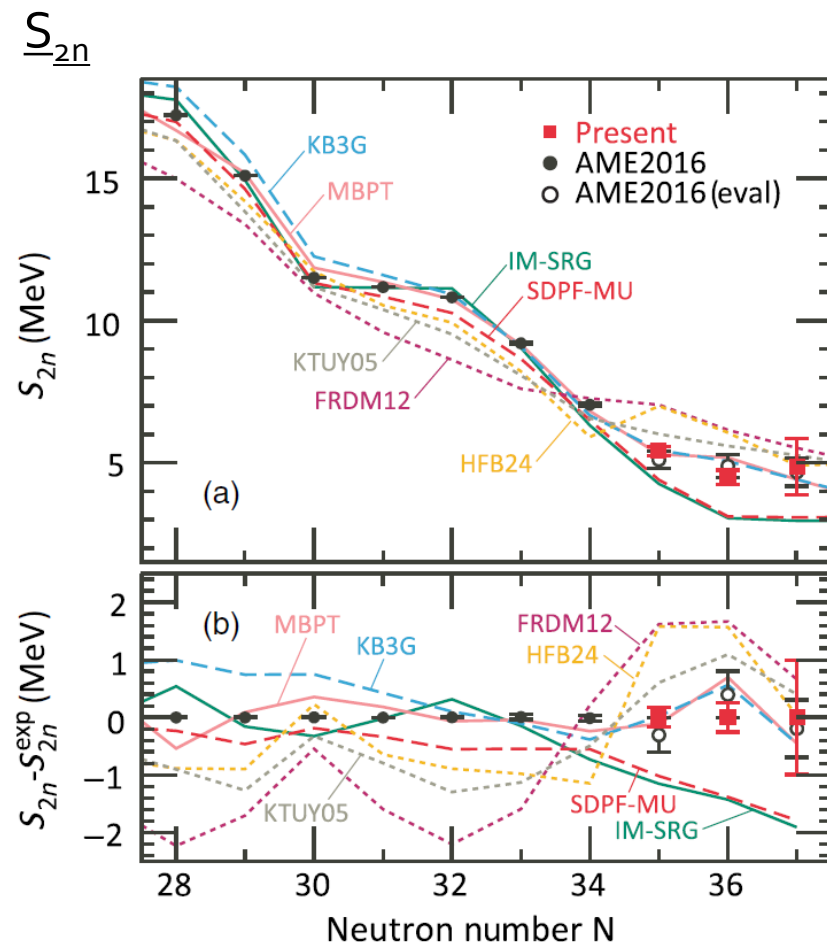 S2n
KB3G
MBPT
Present
AME2016
AME2016 (eval)
15
IM-SRG
SDPF-MU
10
KTUY05
FRDM12
HFB24
5
(a)
S2n (MeV)
2
(b)
MBPT
KB3G
FRDM12
HFB24
1
0
−1
−2
KTUY05
SDPF-MU
IM-SRG
S2n-S2n^exp (MeV)
28 30 32 34 36
Neutron number N